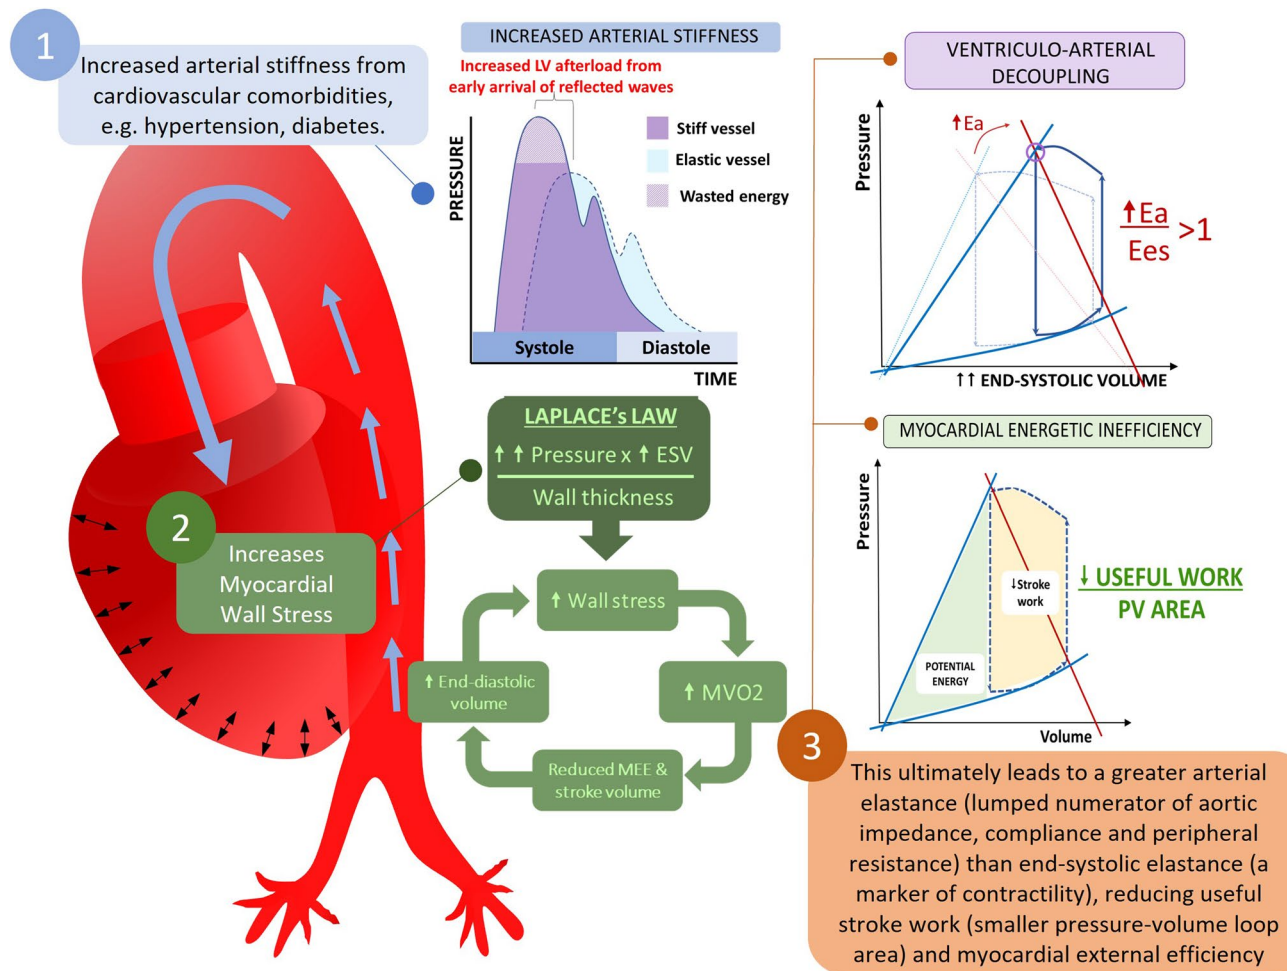 1
Increased arterial stiffness from
cardiovascular comorbidities,
e.g. hypertension, diabetes.
INCREASED ARTERIAL STIFFNESS
Increased LV afterload from
early arrival of reflected waves
PRESSURE
Stiff vessel
Elastic vessel
Wasted energy
Systole
Diastole
TIME
2
Increases
Myocardial
Wall Stress
LAPLACE's LAW
↑ ↑ Pressure x ↑ ESV
Wall thickness
↑ Wall stress
↑ MVO2
Reduced MEE &
stroke volume
↑ End-diastolic
volume
VENTRICULO-ARTERIAL
DECOUPLING
Pressure
↑Ea
↑Ea
Ees
>1
↑↑ END-SYSTOLIC VOLUME
MYOCARDIAL ENERGETIC INEFFICIENCY
Pressure
↓Stroke
work
POTENTIAL
ENERGY
↓ USEFUL WORK
PV AREA
Volume
3
This ultimately leads to a greater arterial
elastance (lumped numerator of aortic
impedance, compliance and peripheral
resistance) than end-systolic elastance (a
marker of contractility), reducing useful
stroke work (smaller pressure-volume loop
area) and myocardial external efficiency